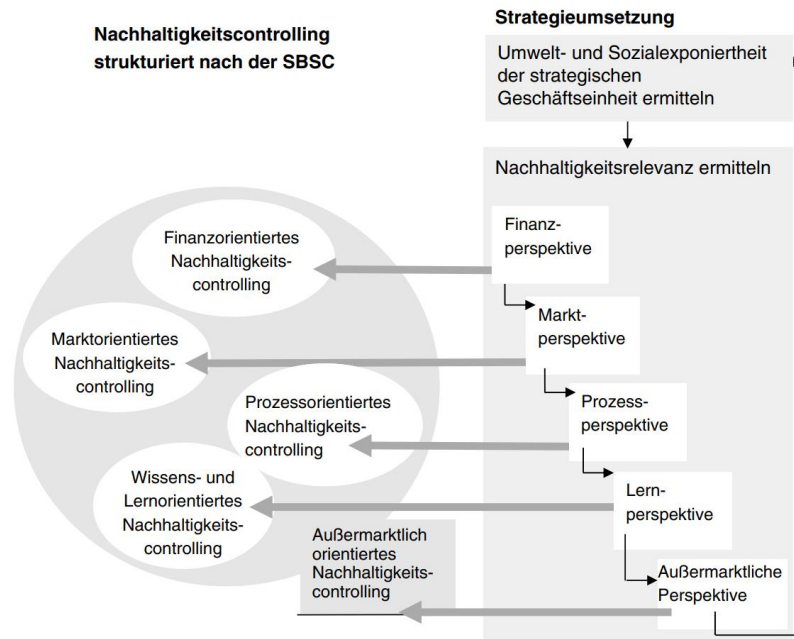 Nachhaltigkeitscontrolling
strukturiert nach der SBSC
Strategieumsetzung
Umwelt- und Sozialexponiertheit
der strategischen
Geschäftseinheit ermitteln
Nachhaltigkeitsrelevanz ermitteln
Finanz-
perspektive
Markt-
perspektive
Prozess-
perspektive
Lern-
perspektive
Außermarktliche
Perspektive
Finanzorientiertes
Nachhaltigkeits-
controlling
Marktorientiertes
Nachhaltigkeits-
controlling
Prozessorientiertes
Nachhaltigkeits-
controlling
Wissens- und
Lernorientiertes
Nachhaltigkeits-
controlling
Außermarktlich
orientiertes
Nachhaltigkeits-
controlling